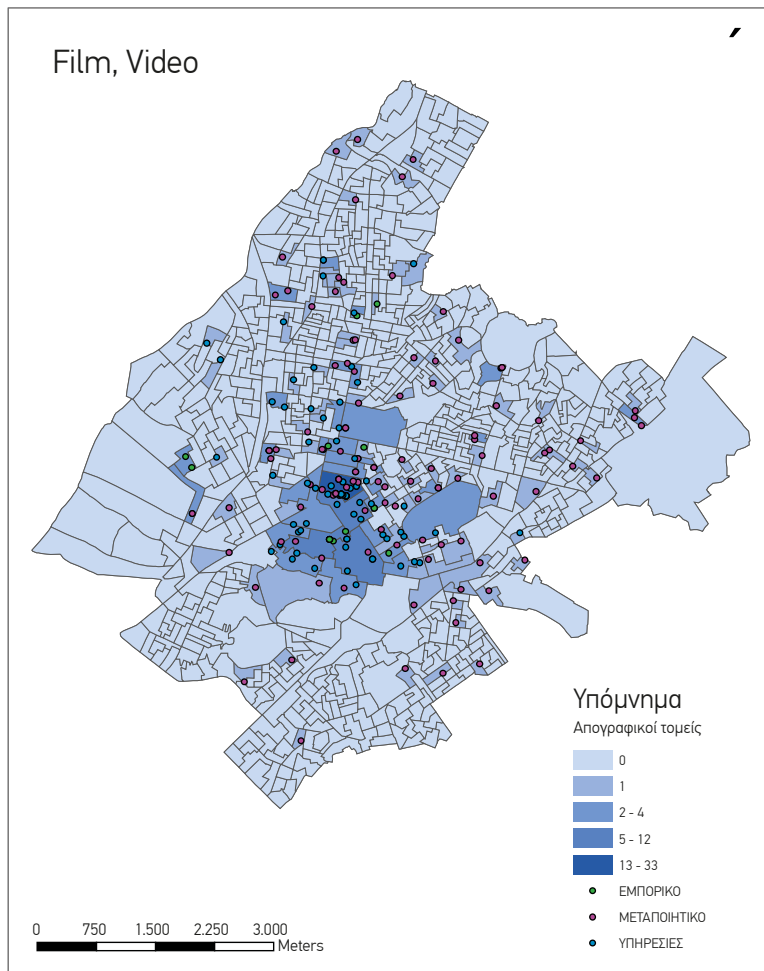 Film, Video
Υπόμνημα
Απογραφικοί τομείς
0
1
2 - 4
5 - 12
13 - 33
ΕΜΠΟΡΙΚΟ
ΜΕΤΑΠΟΙΗΤΙΚΟ
ΥΠΗΡΕΣΙΕΣ
0 750 1.500 2.250 3.000
Meters